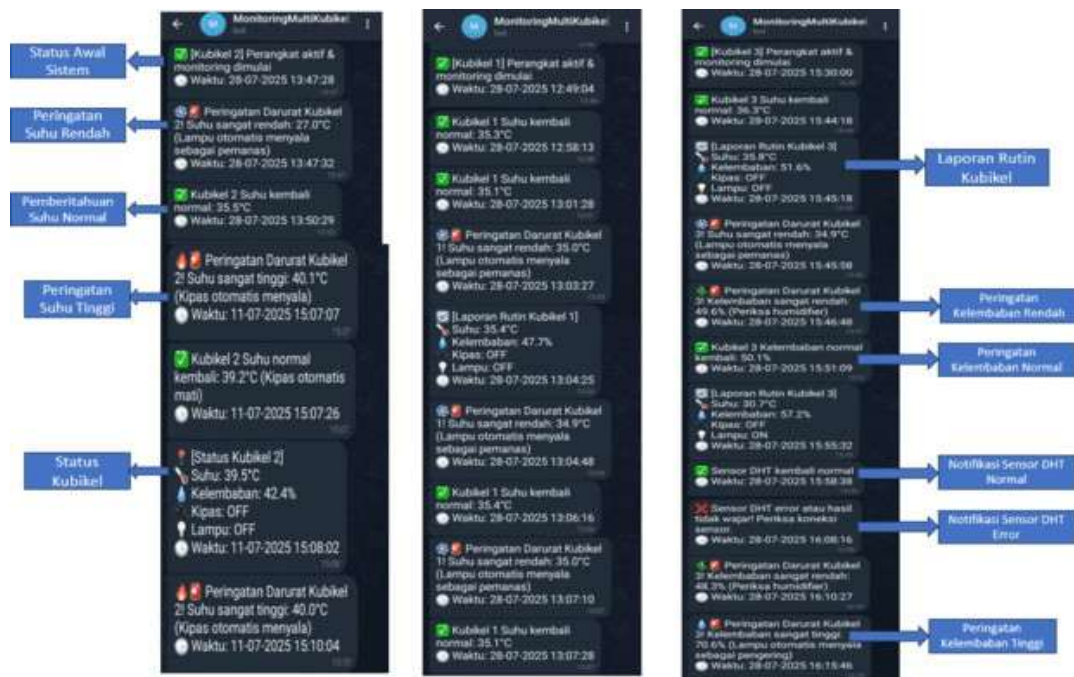 Status Awal
Sistem
Peringatan
Suhu Rendah
Pemberitahuan
Suhu Normal
Peringatan
Suhu Tinggi
Status
Kubikel
MonitoringMultiKubikel
bot
✅ [Kubikel 2] Perangkat aktif &
monitoring dimulai
Waktu: 28-07-2025 13:47:28
Peringatan Darurat Kubikel
2! Suhu sangat rendah: 27.0°C
(Lampu otomatis menyala
sebagai pemanas)
Waktu: 28-07-2025 13:47:32
✅ Kubikel 2 Suhu kembali
normal: 35.5°C
Waktu: 28-07-2025 13:50:29
Peringatan Darurat Kubikel
2! Suhu sangat tinggi: 40.1°C
(Kipas otomatis menyala)
Waktu: 11-07-2025 15:07:07
✅ Kubikel 2 Suhu normal
kembali: 39.2°C (Kipas otomatis
mati)
Waktu: 11-07-2025 15:07:26
[Status Kubikel 2]
Suhu: 39.5°C
Kelembaban: 42.4%
Kipas: OFF
Lampu: OFF
Waktu: 11-07-2025 15:08:02
Peringatan Darurat Kubikel
2! Suhu sangat tinggi: 40.0°C
(Kipas otomatis menyala)
Waktu: 11-07-2025 15:10:04
MonitoringMultiKubikel
bot
✅ [Kubikel 1] Perangkat aktif &
monitoring dimulai
Waktu: 28-07-2025 12:49:04
✅ Kubikel 1 Suhu kembali
normal: 35.3°C
Waktu: 28-07-2025 12:58:13
✅ Kubikel 1 Suhu kembali
normal: 35.1°C
Waktu: 28-07-2025 13:01:28
Peringatan Darurat Kubikel
1! Suhu sangat rendah: 35.0°C
(Lampu otomatis menyala
sebagai pemanas)
Waktu: 28-07-2025 13:03:27
[Laporan Rutin Kubikel 1]
Suhu: 35.4°C
Kelembaban: 47.7%
Kipas: OFF
Lampu: OFF
Waktu: 28-07-2025 13:04:25
Peringatan Darurat Kubikel
1! Suhu sangat rendah: 34.9°C
(Lampu otomatis menyala
sebagai pemanas)
Waktu: 28-07-2025 13:04:48
✅ Kubikel 1 Suhu kembali
normal: 35.4°C
Waktu: 28-07-2025 13:06:16
Peringatan Darurat Kubikel
1! Suhu sangat rendah: 35.0°C
(Lampu otomatis menyala
sebagai pemanas)
Waktu: 28-07-2025 13:07:10
✅ Kubikel 1 Suhu kembali
normal: 35.1°C
Waktu: 28-07-2025 13:07:28
MonitoringMultiKubikel
bot
✅ [Kubikel 3] Perangkat aktif &
monitoring dimulai
Waktu: 28-07-2025 15:30:00
✅ Kubikel 3 Suhu kembali
normal: 36.3°C
Waktu: 28-07-2025 15:44:18
[Laporan Rutin Kubikel 3]
Suhu: 35.8°C
Kelembaban: 51.6%
Kipas: OFF
Lampu: OFF
Waktu: 28-07-2025 15:45:18
Peringatan Darurat Kubikel
3! Suhu sangat rendah: 34.9°C
(Lampu otomatis menyala
sebagai pemanas)
Waktu: 28-07-2025 15:45:58
Peringatan Darurat Kubikel
3! Kelembaban sangat rendah:
49.6% (Periksa humidifier)
Waktu: 28-07-2025 15:46:48
✅ Kubikel 3 Kelembaban normal
kembali: 50.1%
Waktu: 28-07-2025 15:51:09
[Laporan Rutin Kubikel 3]
Suhu: 30.7°C
Kelembaban: 57.2%
Kipas: OFF
Lampu: ON
Waktu: 28-07-2025 15:55:32
✅ Sensor DHT kembali normal
Waktu: 28-07-2025 15:58:38
❌ Sensor DHT error atau hasil
tidak wajar! Periksa koneksi
sensor.
Waktu: 28-07-2025 16:08:16
Peringatan Darurat Kubikel
3! Kelembaban sangat rendah:
48.3% (Periksa humidifier)
Waktu: 28-07-2025 16:10:27
Peringatan Darurat Kubikel
3! Kelembaban sangat tinggi:
70.6% (Lampu otomatis menyala
sebagai pengering)
Waktu: 28-07-2025 16:15:46
Laporan Rutin
Kubikel
Peringatan
Kelembaban Rendah
Peringatan
Kelembaban Normal
Notifikasi Sensor DHT
Normal
Notifikasi Sensor DHT
Error
Peringatan
Kelembaban Tinggi